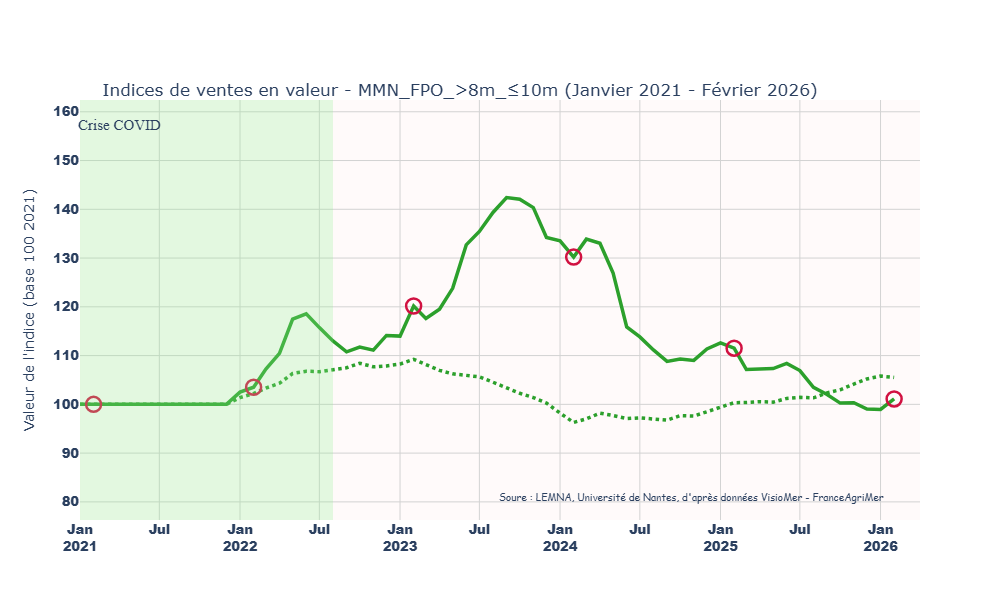 Indices de ventes en valeur - MMN_FPO_>8m_≤10m (Janvier 2021 - Février 2026)
Crise COVID
Valeur de l'Indice (base 100 2021)
160
150
140
130
120
110
100
90
80
Soure : LEMNA, Université de Nantes, d'après données VisioMer - FranceAgriMer
Jan Jul Jan Jul Jan Jul Jan Jul Jan Jul Jan
2021 2022 2023 2024 2025 2026